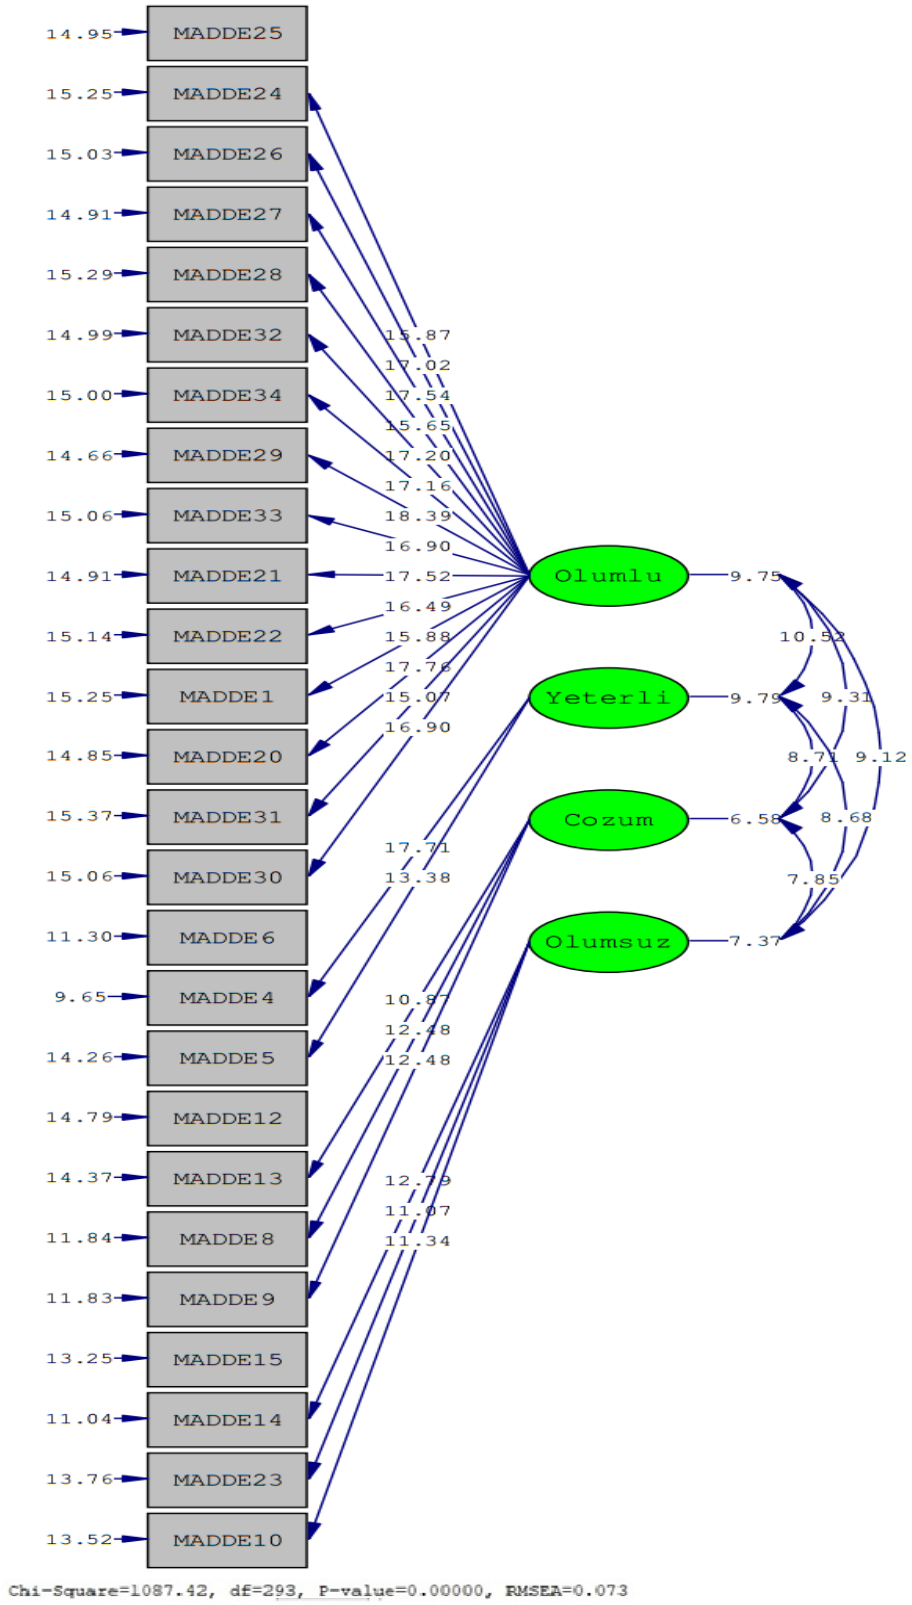 14.95 MADDE25
15.25 MADDE24
15.03 MADDE26
14.91 MADDE27
15.29 MADDE28
14.99 MADDE32 15.87
17.02
15.00 MADDE34 17.54
15.65
14.66 MADDE29 17.20
17.16
15.06 MADDE33 18.39
16.90
14.91 MADDE21 17.52 Olumlu 9.75
16.49
15.14 MADDE22 15.88 10.52
17.76
15.25 MADDE1 15.07 Yeterli 9.79 9.31
16.90
14.85 MADDE20 8.71 9.12
15.37 MADDE31 Cozum 6.58 8.68
17.71
15.06 MADDE30 13.38 7.85
11.30 MADDE6 Olumsuz 7.37
9.65 MADDE4 10.87
12.48
14.26 MADDE5 12.48
14.79 MADDE12
14.37 MADDE13 12.79
11.07
11.84 MADDE8 11.34
11.83 MADDE9
13.25 MADDE15
11.04 MADDE14
13.76 MADDE23
13.52 MADDE10
Chi-Square=1087.42, df=293, P-value=0.00000, RMSEA=0.073